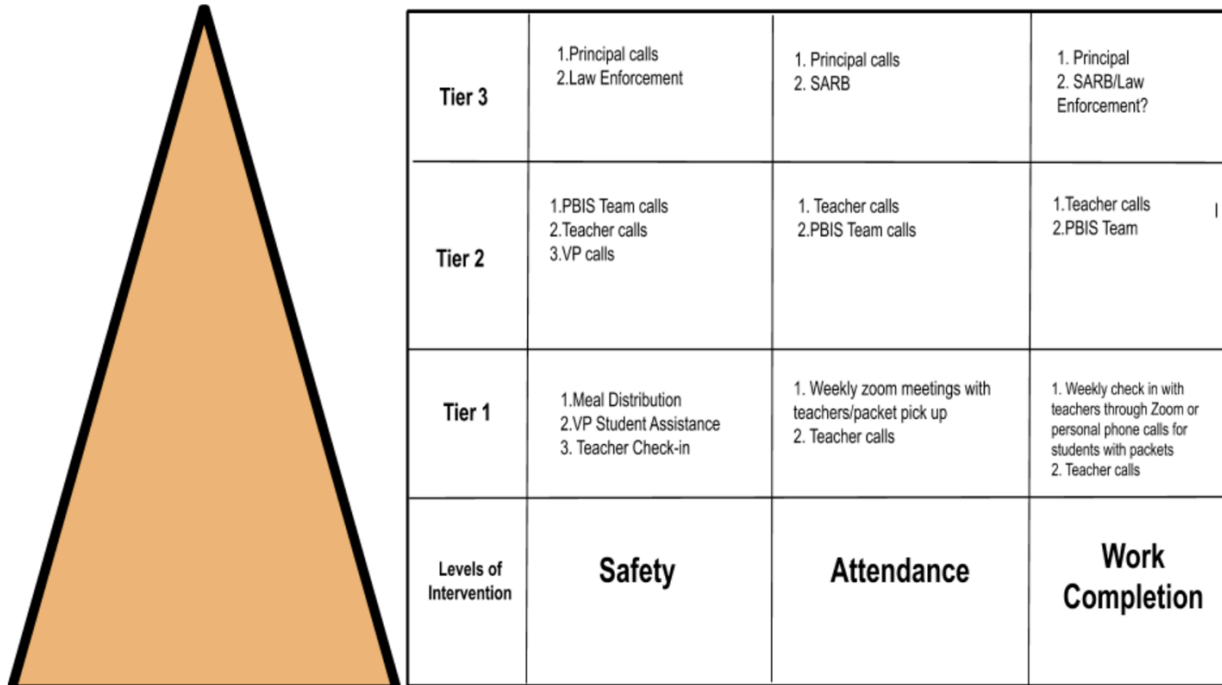 Tier 3
1.Principal calls
2.Law Enforcement
1. Principal calls
2. SARB
1. Principal
2. SARB/Law
Enforcement?
Tier 2
1.PBIS Team calls
2.Teacher calls
3.VP calls
1. Teacher calls
2.PBIS Team calls
1.Teacher calls
2.PBIS Team
I
Tier 1
1.Meal Distribution
2.VP Student Assistance
3. Teacher Check-in
1. Weekly zoom meetings with
teachers/packet pick up
2. Teacher calls
1. Weekly check in with
teachers through Zoom or
personal phone calls for
students with packets
2. Teacher calls
Levels of
Intervention
Safety
Attendance
Work
Completion